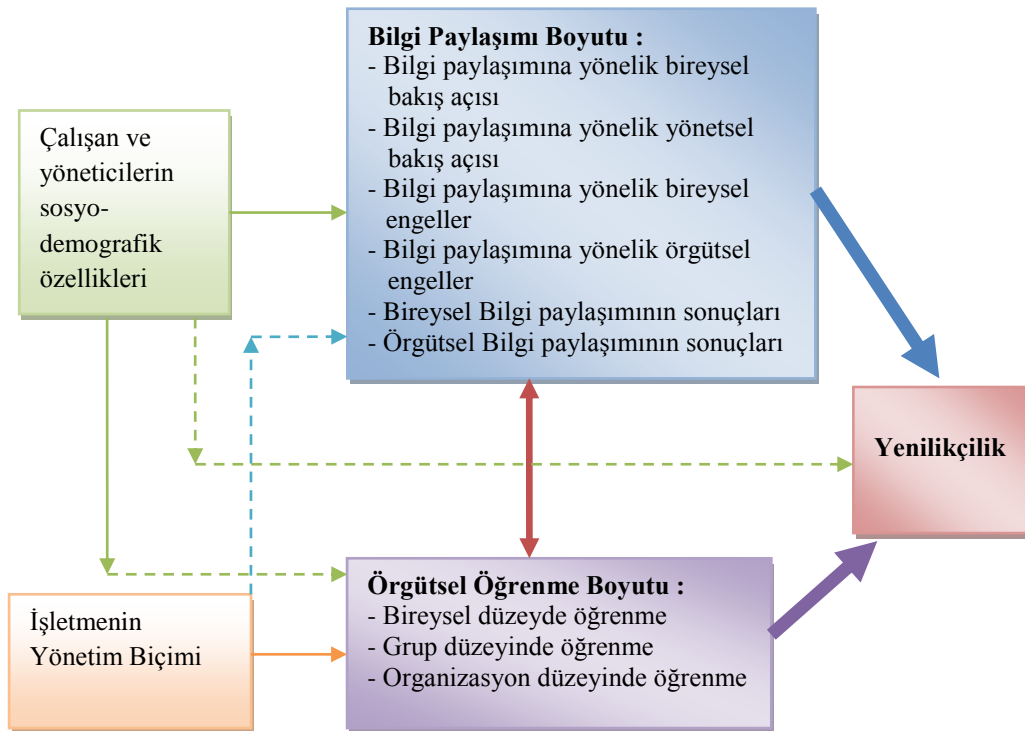 Bilgi Paylaşımı Boyutu :
- Bilgi paylaşımına yönelik bireysel
bakış açısı
- Bilgi paylaşımına yönelik yönetsel
bakış açısı
- Bilgi paylaşımına yönelik bireysel
engeller
- Bilgi paylaşımına yönelik örgütsel
engeller
- Bireysel Bilgi paylaşımının sonuçları
- Örgütsel Bilgi paylaşımının sonuçları
Çalışan ve
yöneticilerin
sosyo-
demografik
özellikleri
Yenilikçilik
Örgütsel Öğrenme Boyutu :
- Bireysel düzeyde öğrenme
- Grup düzeyinde öğrenme
- Organizasyon düzeyinde öğrenme
İşletmenin
Yönetim Biçimi